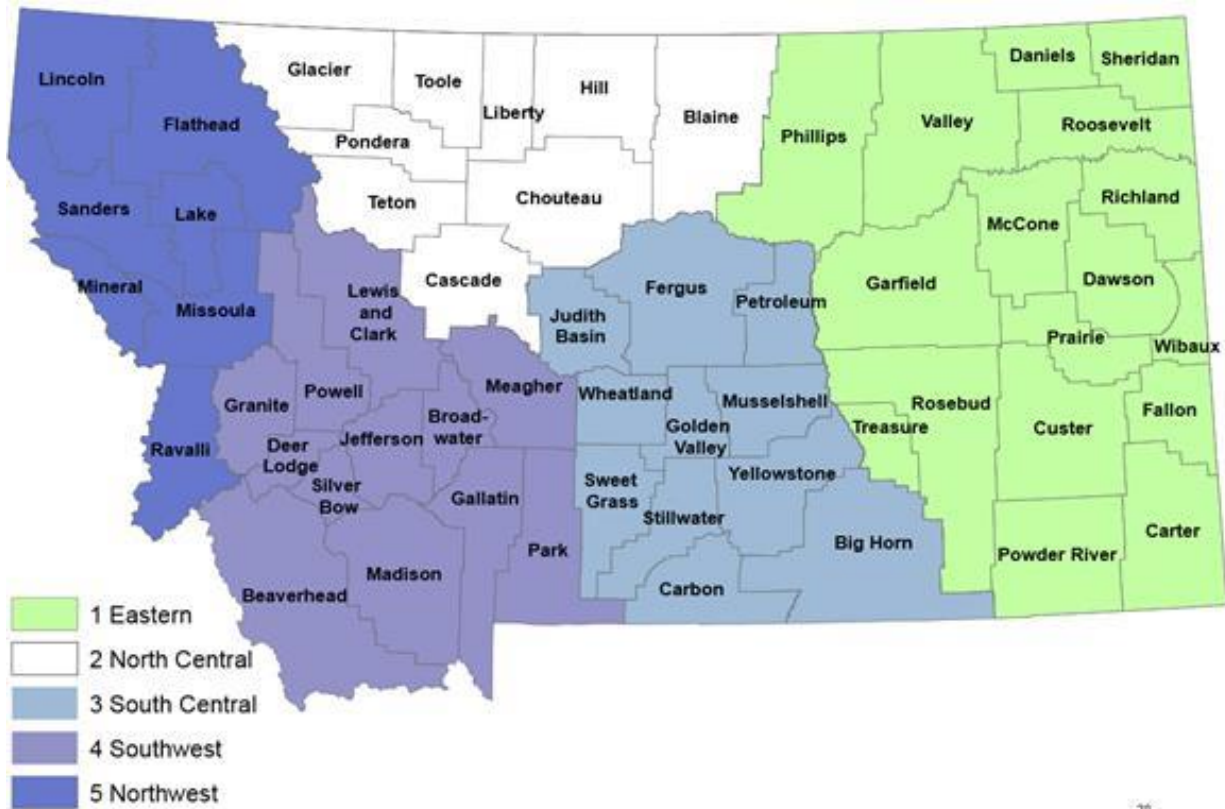 Lincoln
Flathead
Glacier
Toole
Liberty
Hill
Blaine
Phillips
Valley
Daniels
Sheridan
Roosevelt
Pondera
Teton
Chouteau
Sanders
Lake
Richland
McCone
Mineral
Missoula
Lewis
and
Clark
Cascade
Judith
Basin
Fergus
Petroleum
Garfield
Dawson
Prairie
Wibaux
Granite
Powell
Meagher
Wheatland
Musselshell
Golden
Valley
Treasure
Rosebud
Custer
Fallon
Ravalli
Deer
Lodge
Jefferson
Broad-
water
Silver
Bow
Gallatin
Sweet
Grass
Stillwater
Yellowstone
Park
Big Horn
Powder River
Carter
Beaverhead
Madison
Carbon
1 Eastern
2 North Central
3 South Central
4 Southwest
5 Northwest